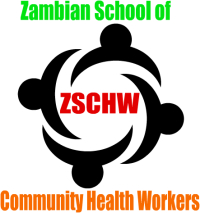 Zambian School of
ZSCHW
Community Health Workers